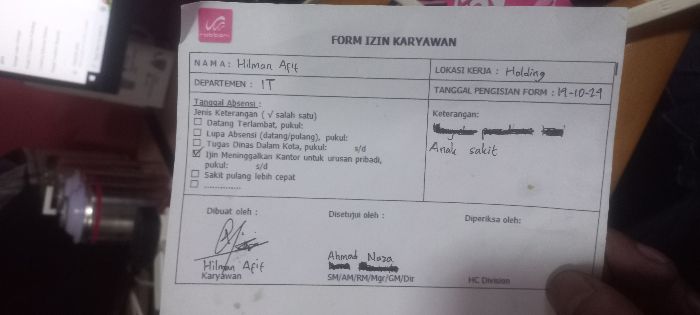 rabbani
FORM IZIN KARYAWAN
NAMA : Hilman Afif
LOKASI KERJA : Holding
DEPARTEMEN : IT
TANGGAL PENGISIAN FORM : 19-10-24
Tanggal Absensi :
Jenis Keterangan ( √ salah satu)
Datang Terlambat, pukul:
Lupa Absensi (datang/pulang), pukul:
Tugas Dinas Dalam Kota, pukul: s/d
Ijin Meninggalkan Kantor untuk urusan pribadi,
pukul: s/d
Sakit pulang lebih cepat
..............
Keterangan:
Anak sakit
Dibuat oleh :
Disetujui oleh :
Diperiksa oleh:
Hilman Afif
Karyawan
Ahmad Naza
SM/AM/RM/Mgr/GM/Dir
HC Division